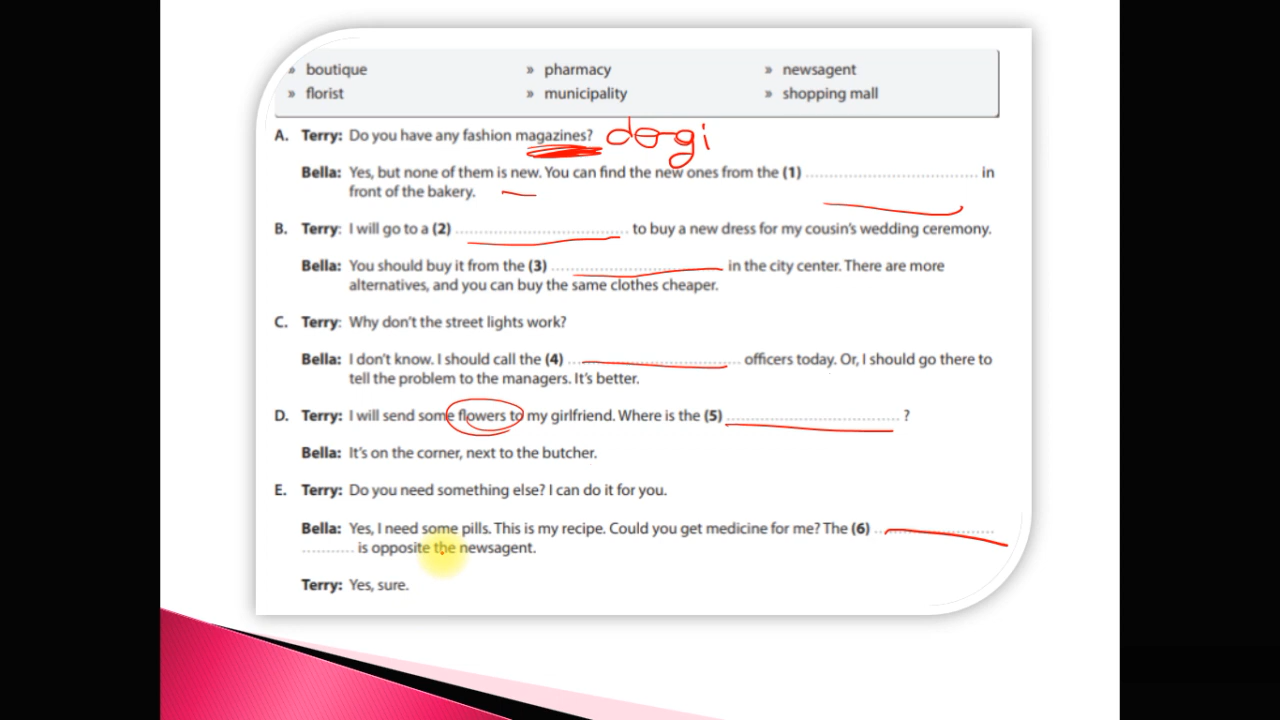 » boutique » pharmacy » newsagent
» florist » municipality » shopping mall
A. Terry: Do you have any fashion magazines? dergi
Bella: Yes, but none of them is new. You can find the new ones from the (1) ........................................ in
front of the bakery.
B. Terry: I will go to a (2) ........................................ to buy a new dress for my cousin's wedding ceremony.
Bella: You should buy it from the (3) ........................................ in the city center. There are more
alternatives, and you can buy the same clothes cheaper.
C. Terry: Why don't the street lights work?
Bella: I don't know. I should call the (4) ........................................ officers today. Or, I should go there to
tell the problem to the managers. It's better.
D. Terry: I will send some flowers to my girlfriend. Where is the (5) ........................................ ?
Bella: It's on the corner, next to the butcher.
E. Terry: Do you need something else? I can do it for you.
Bella: Yes, I need some pills. This is my recipe. Could you get medicine for me? The (6) ............................
............ is opposite the newsagent.
Terry: Yes, sure.